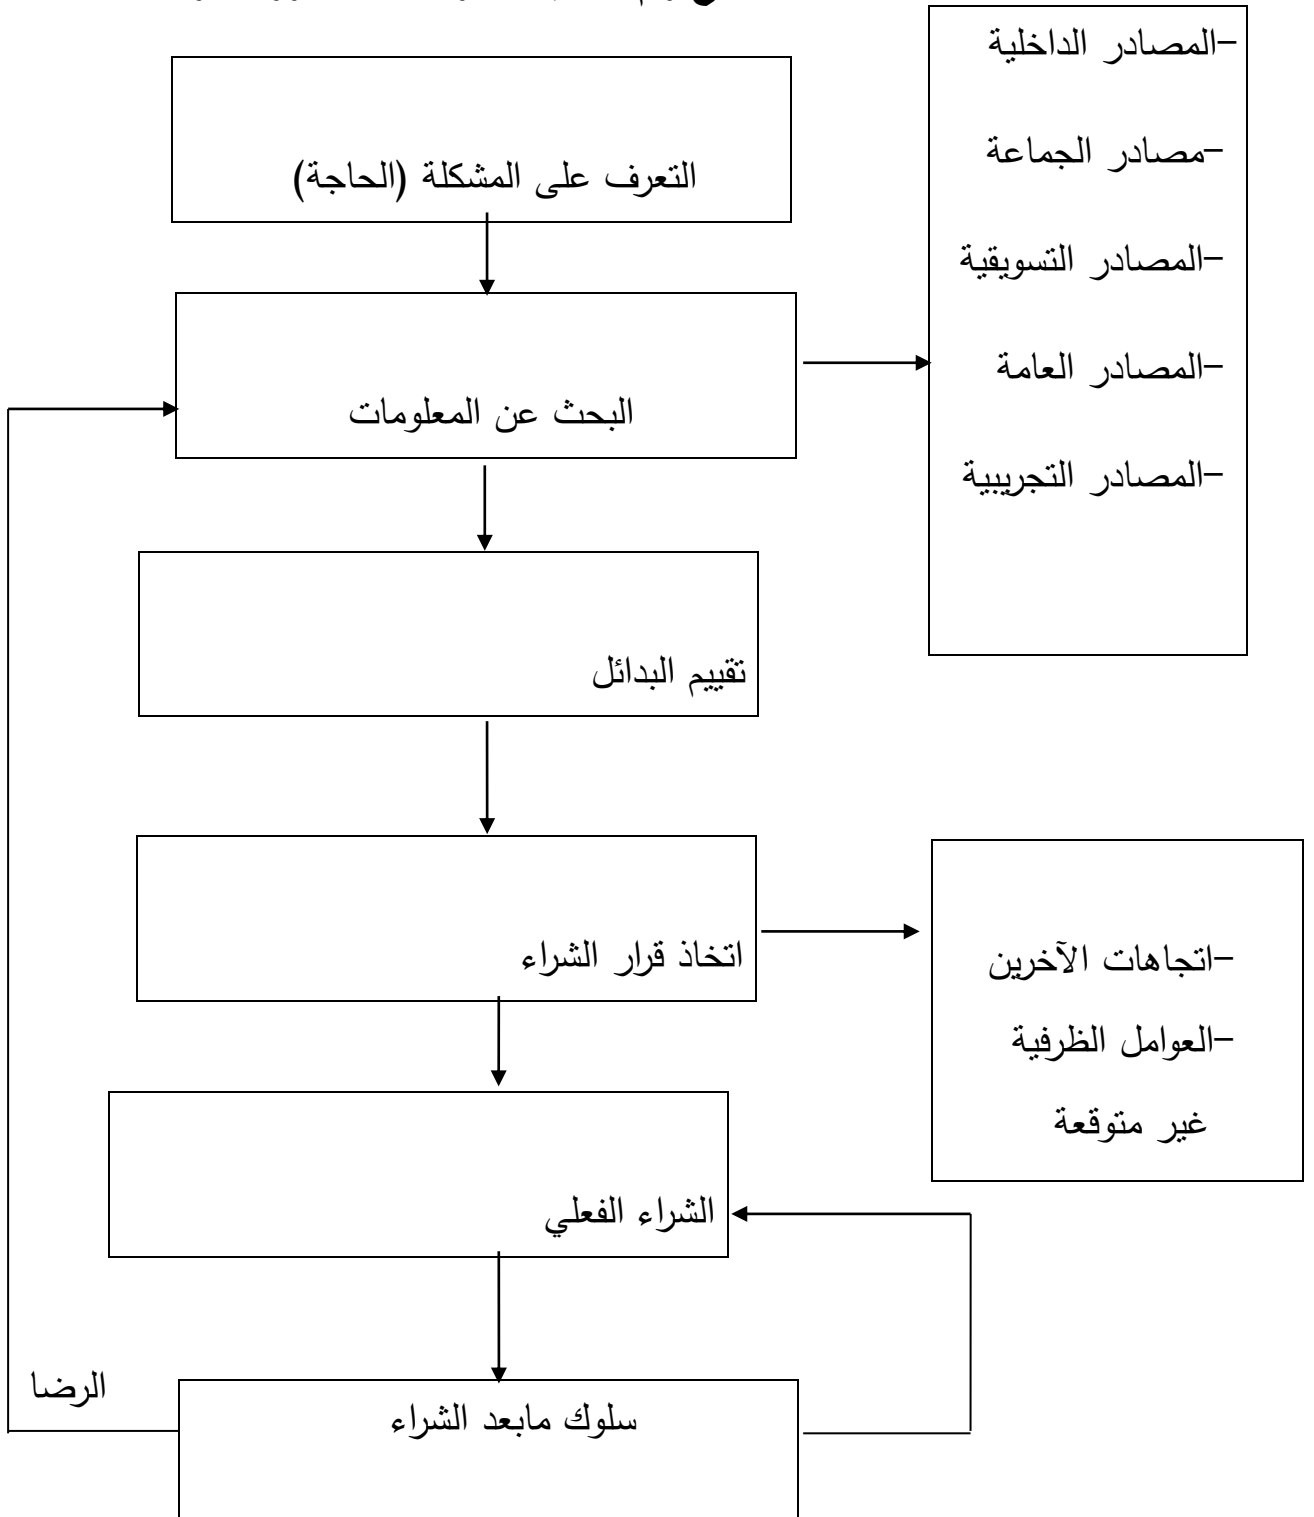 -المصادر الداخلية
-مصادر الجماعة
-المصادر التسويقية
-المصادر العامة
-المصادر التجريبية
التعرف على المشكلة (الحاجة)
البحث عن المعلومات
تقييم البدائل
اتخاذ قرار الشراء
-اتجاهات الآخرين
-العوامل الظرفية
غير متوقعة
الشراء الفعلي
الرضا
سلوك مابعد الشراء